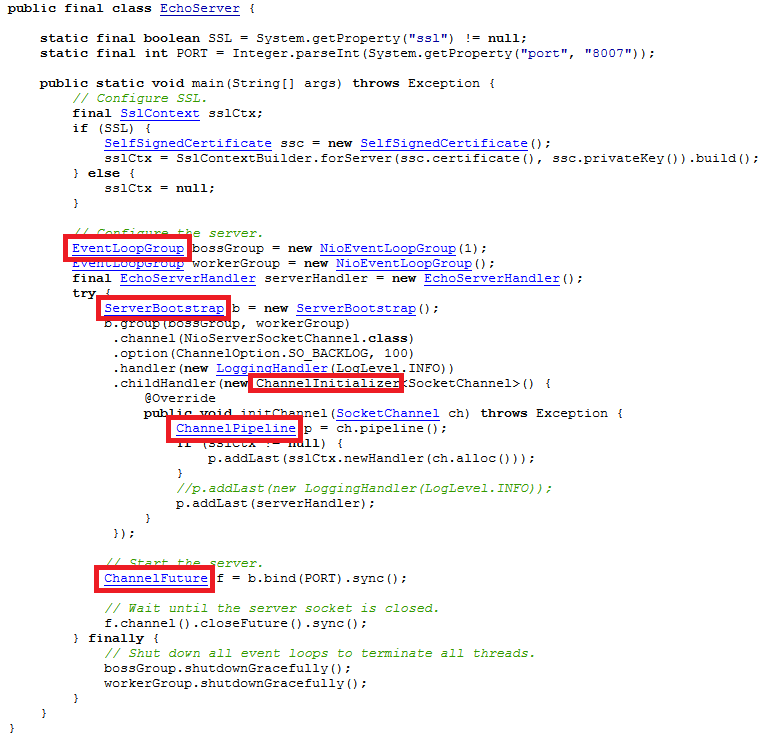 public final class EchoServer {
static final boolean SSL = System.getProperty("ssl") != null;
static final int PORT = Integer.parseInt(System.getProperty("port", "8007"));
public static void main(String[] args) throws Exception {
// Configure SSL.
final SslContext sslCtx;
if (SSL) {
SelfSignedCertificate ssc = new SelfSignedCertificate();
sslCtx = SslContextBuilder.forServer(ssc.certificate(), ssc.privateKey()).build();
} else {
sslCtx = null;
}
// Configure the server.
EventLoopGroup bossGroup = new NioEventLoopGroup(1);
EventLoopGroup workerGroup = new NioEventLoopGroup();
final EchoServerHandler serverHandler = new EchoServerHandler();
try {
ServerBootstrap b = new ServerBootstrap();
b.group(bossGroup, workerGroup)
.channel(NioServerSocketChannel.class)
.option(ChannelOption.SO_BACKLOG, 100)
.handler(new LoggingHandler(LogLevel.INFO))
.childHandler(new ChannelInitializer<SocketChannel>() {
@Override
public void initChannel(SocketChannel ch) throws Exception {
ChannelPipeline p = ch.pipeline();
if (sslCtx != null) {
p.addLast(sslCtx.newHandler(ch.alloc()));
}
//p.addLast(new LoggingHandler(LogLevel.INFO));
p.addLast(serverHandler);
}
});
// Start the server.
ChannelFuture f = b.bind(PORT).sync();
// Wait until the server socket is closed.
f.channel().closeFuture().sync();
} finally {
// Shut down all event loops to terminate all threads.
bossGroup.shutdownGracefully();
workerGroup.shutdownGracefully();
}
}
}